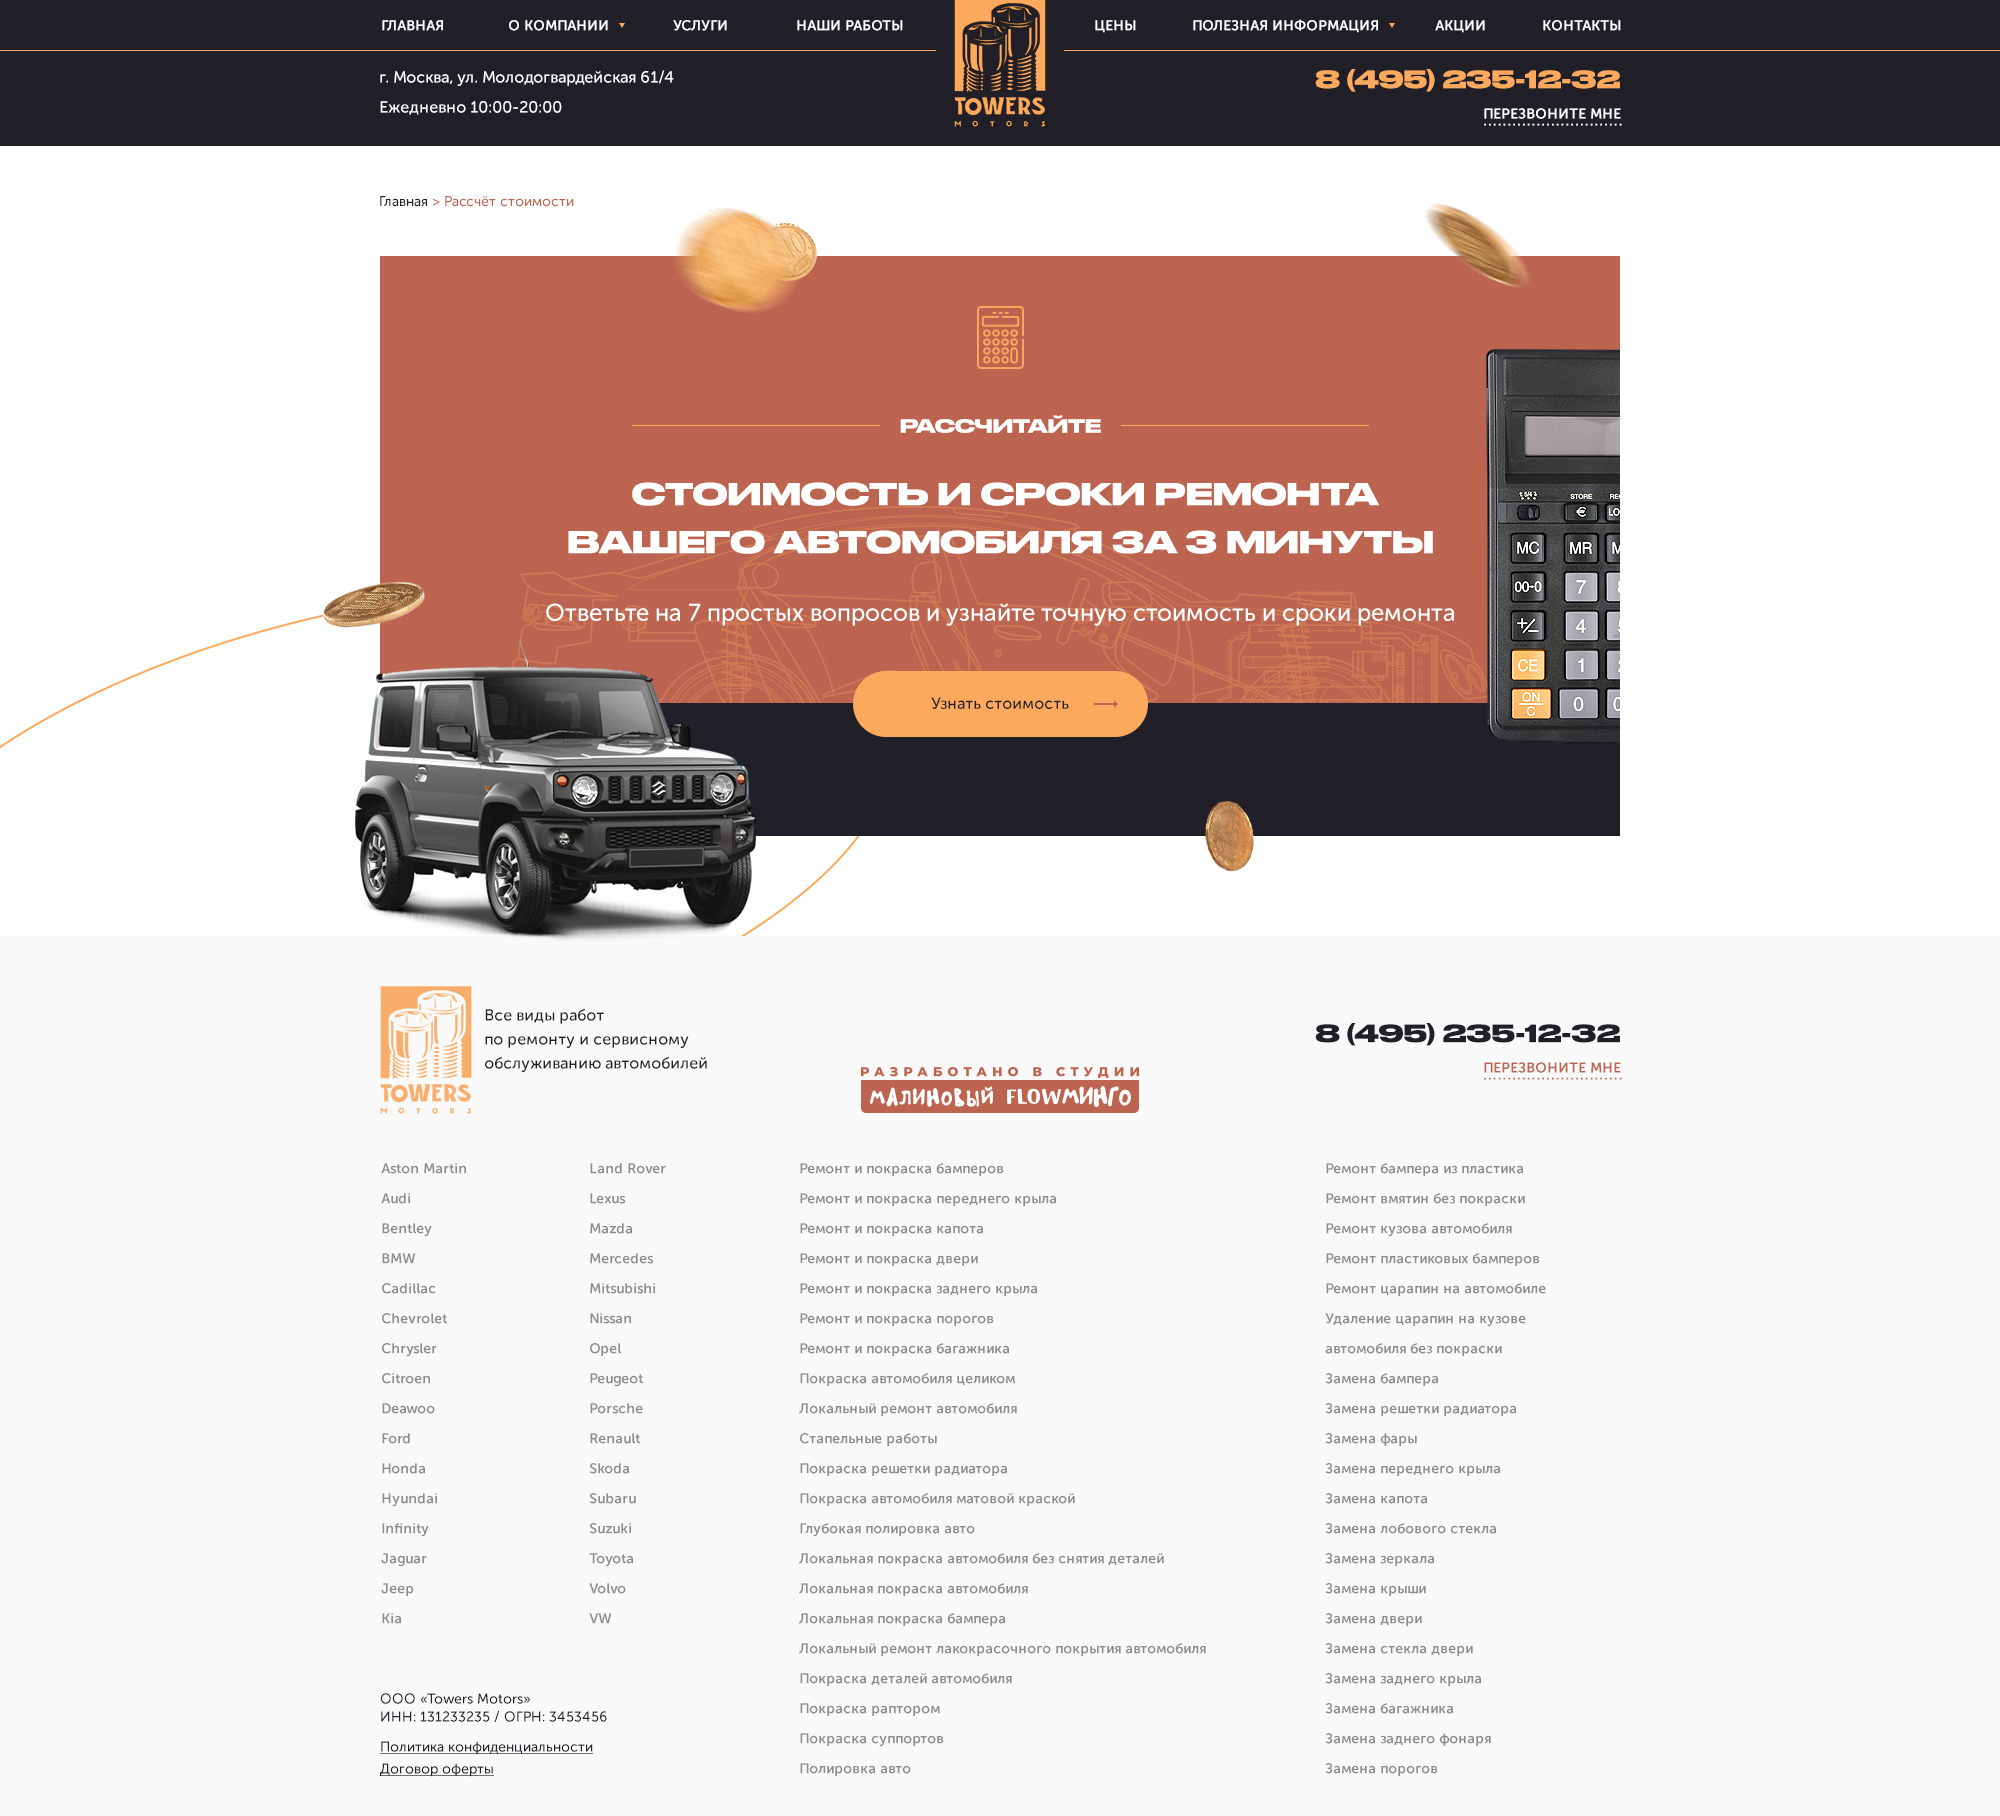 ГЛАВНАЯ О КОМПАНИИ УСЛУГИ НАШИ РАБОТЫ ЦЕНЫ ПОЛЕЗНАЯ ИНФОРМАЦИЯ АКЦИИ КОНТАКТЫ
TOWERS
MOTORS
г. Москва, ул. Молодогвардейская 61/4
Ежедневно 10:00-20:00
8 (495) 235-12-32
ПЕРЕЗВОНИТЕ МНЕ
Главная > Рассчёт стоимости
РАССЧИТАЙТЕ
СТОИМОСТЬ И СРОКИ РЕМОНТА
ВАШЕГО АВТОМОБИЛЯ ЗА 3 МИНУТЫ
Ответьте на 7 простых вопросов и узнайте точную стоимость и сроки ремонта
Узнать стоимость
STORE
€
MC MR
00→0 7
+/− 4
CE 1
ON/C 0
TOWERS
MOTORS
Все виды работ
по ремонту и сервисному
обслуживанию автомобилей
РАЗРАБОТАНО В СТУДИИ
МАЛИНОВЫЙ FLOWМИНГО
8 (495) 235-12-32
ПЕРЕЗВОНИТЕ МНЕ
Aston Martin
Audi
Bentley
BMW
Cadillac
Chevrolet
Chrysler
Citroen
Deawoo
Ford
Honda
Hyundai
Infinity
Jaguar
Jeep
Kia
Land Rover
Lexus
Mazda
Mercedes
Mitsubishi
Nissan
Opel
Peugeot
Porsche
Renault
Skoda
Subaru
Suzuki
Toyota
Volvo
VW
Ремонт и покраска бамперов
Ремонт и покраска переднего крыла
Ремонт и покраска капота
Ремонт и покраска двери
Ремонт и покраска заднего крыла
Ремонт и покраска порогов
Ремонт и покраска багажника
Покраска автомобиля целиком
Локальный ремонт автомобиля
Стапельные работы
Покраска решетки радиатора
Покраска автомобиля матовой краской
Глубокая полировка авто
Локальная покраска автомобиля без снятия деталей
Локальная покраска автомобиля
Локальная покраска бампера
Локальный ремонт лакокрасочного покрытия автомобиля
Покраска деталей автомобиля
Покраска раптором
Покраска суппортов
Полировка авто
Ремонт бампера из пластика
Ремонт вмятин без покраски
Ремонт кузова автомобиля
Ремонт пластиковых бамперов
Ремонт царапин на автомобиле
Удаление царапин на кузове
автомобиля без покраски
Замена бампера
Замена решетки радиатора
Замена фары
Замена переднего крыла
Замена капота
Замена лобового стекла
Замена зеркала
Замена крыши
Замена двери
Замена стекла двери
Замена заднего крыла
Замена багажника
Замена заднего фонаря
Замена порогов
ООО «Towers Motors»
ИНН: 131233235 / ОГРН: 3453456
Политика конфиденциальности
Договор оферты